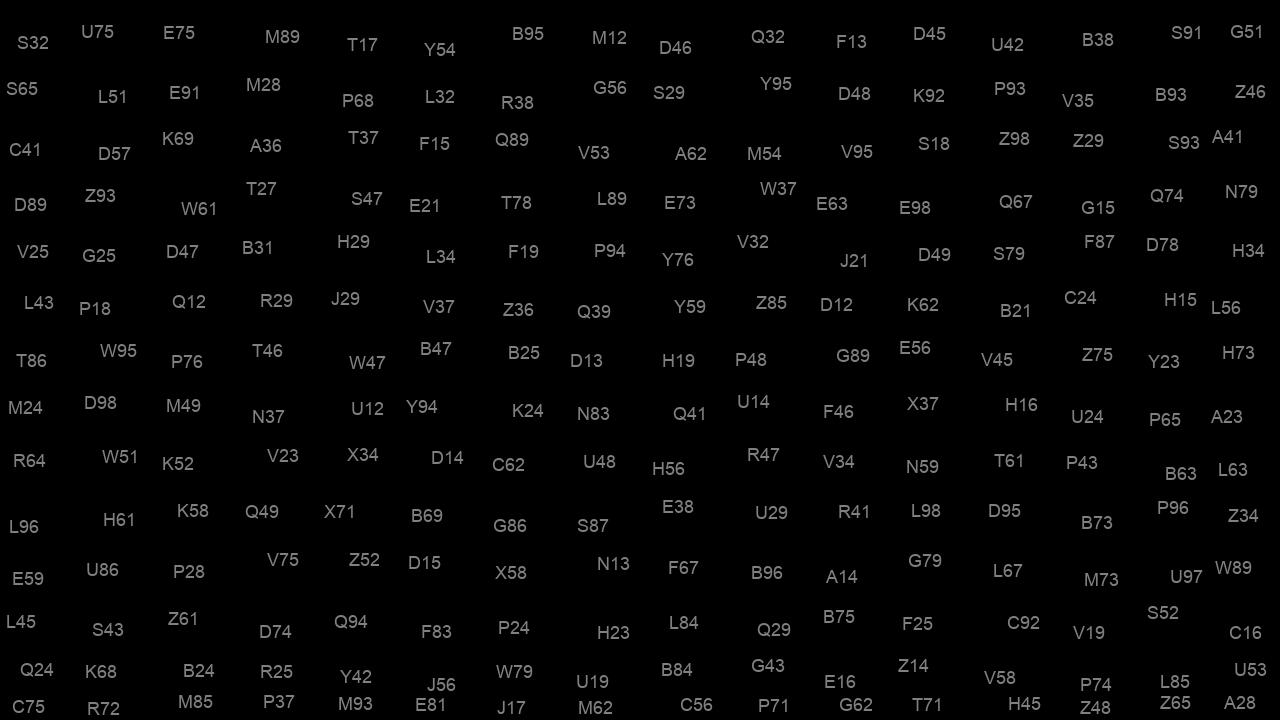 S32 U75 E75 M89 T17 Y54 B95 M12 D46 Q32 F13 D45 U42 B38 S91 G51
S65 L51 E91 M28 P68 L32 R38 G56 S29 Y95 D48 K92 P93 V35 B93 Z46
C41 D57 K69 A36 T37 F15 Q89 V53 A62 M54 V95 S18 Z98 Z29 S93 A41
D89 Z93 W61 T27 S47 E21 T78 L89 E73 W37 E63 E98 Q67 G15 Q74 N79
V25 G25 D47 B31 H29 L34 F19 P94 Y76 V32 J21 D49 S79 F87 D78 H34
L43 P18 Q12 R29 J29 V37 Z36 Q39 Y59 Z85 D12 K62 B21 C24 H15 L56
T86 W95 P76 T46 W47 B47 B25 D13 H19 P48 G89 E56 V45 Z75 Y23 H73
M24 D98 M49 N37 U12 Y94 K24 N83 Q41 U14 F46 X37 H16 U24 P65 A23
R64 W51 K52 V23 X34 D14 C62 U48 H56 R47 V34 N59 T61 P43 B63 L63
L96 H61 K58 Q49 X71 B69 G86 S87 E38 U29 R41 L98 D95 B73 P96 Z34
E59 U86 P28 V75 Z52 D15 X58 N13 F67 B96 A14 G79 L67 M73 U97 W89
L45 S43 Z61 D74 Q94 F83 P24 H23 L84 Q29 B75 F25 C92 V19 S52 C16
Q24 K68 B24 R25 Y42 J56 W79 U19 B84 G43 E16 Z14 V58 P74 L85 U53
C75 R72 M85 P37 M93 E81 J17 M62 C56 P71 G62 T71 H45 Z48 Z65 A28